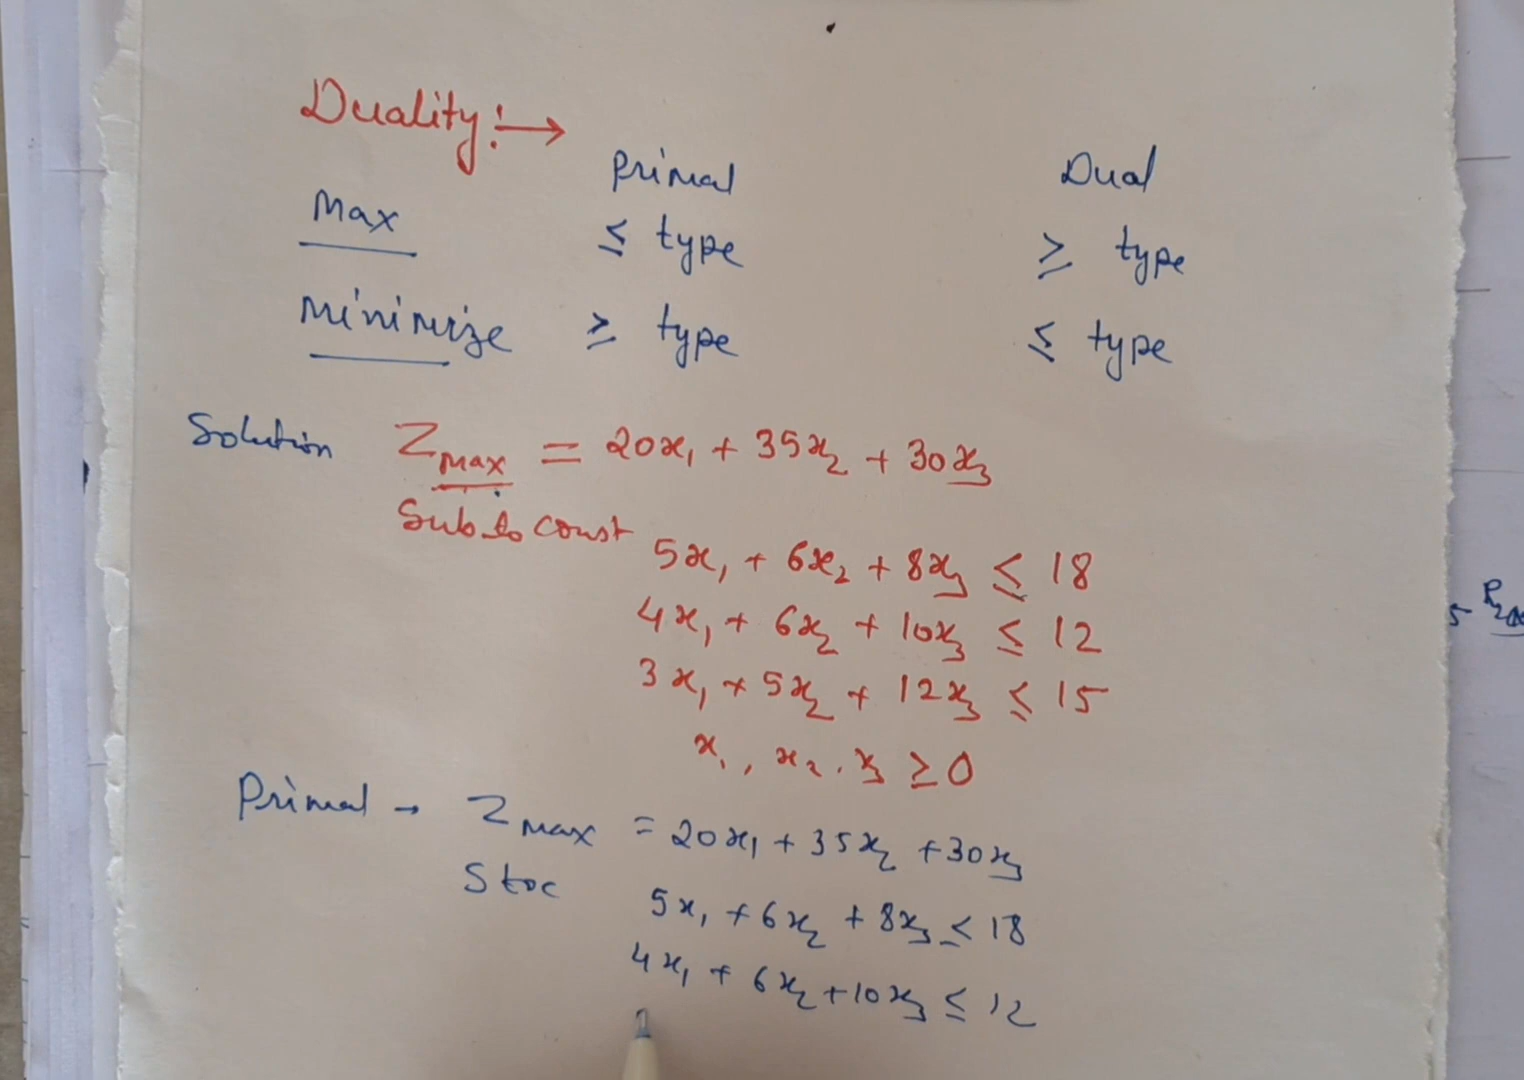 Duality:→
Primal Dual
Max ≤ type ≥ type
Minimize ≥ type ≤ type
Solution Zmax = 20x₁ + 35x₂ + 30x₃
Sub to const
5x₁ + 6x₂ + 8x₃ ≤ 18
4x₁ + 6x₂ + 10x₃ ≤ 12
3x₁ + 5x₂ + 12x₃ ≤ 15
x₁, x₂, x₃ ≥ 0
Primal → Zmax = 20x₁ + 35x₂ + 30x₃
Stoc
5x₁ + 6x₂ + 8x₃ ≤ 18
4x₁ + 6x₂ + 10x₃ ≤ 12